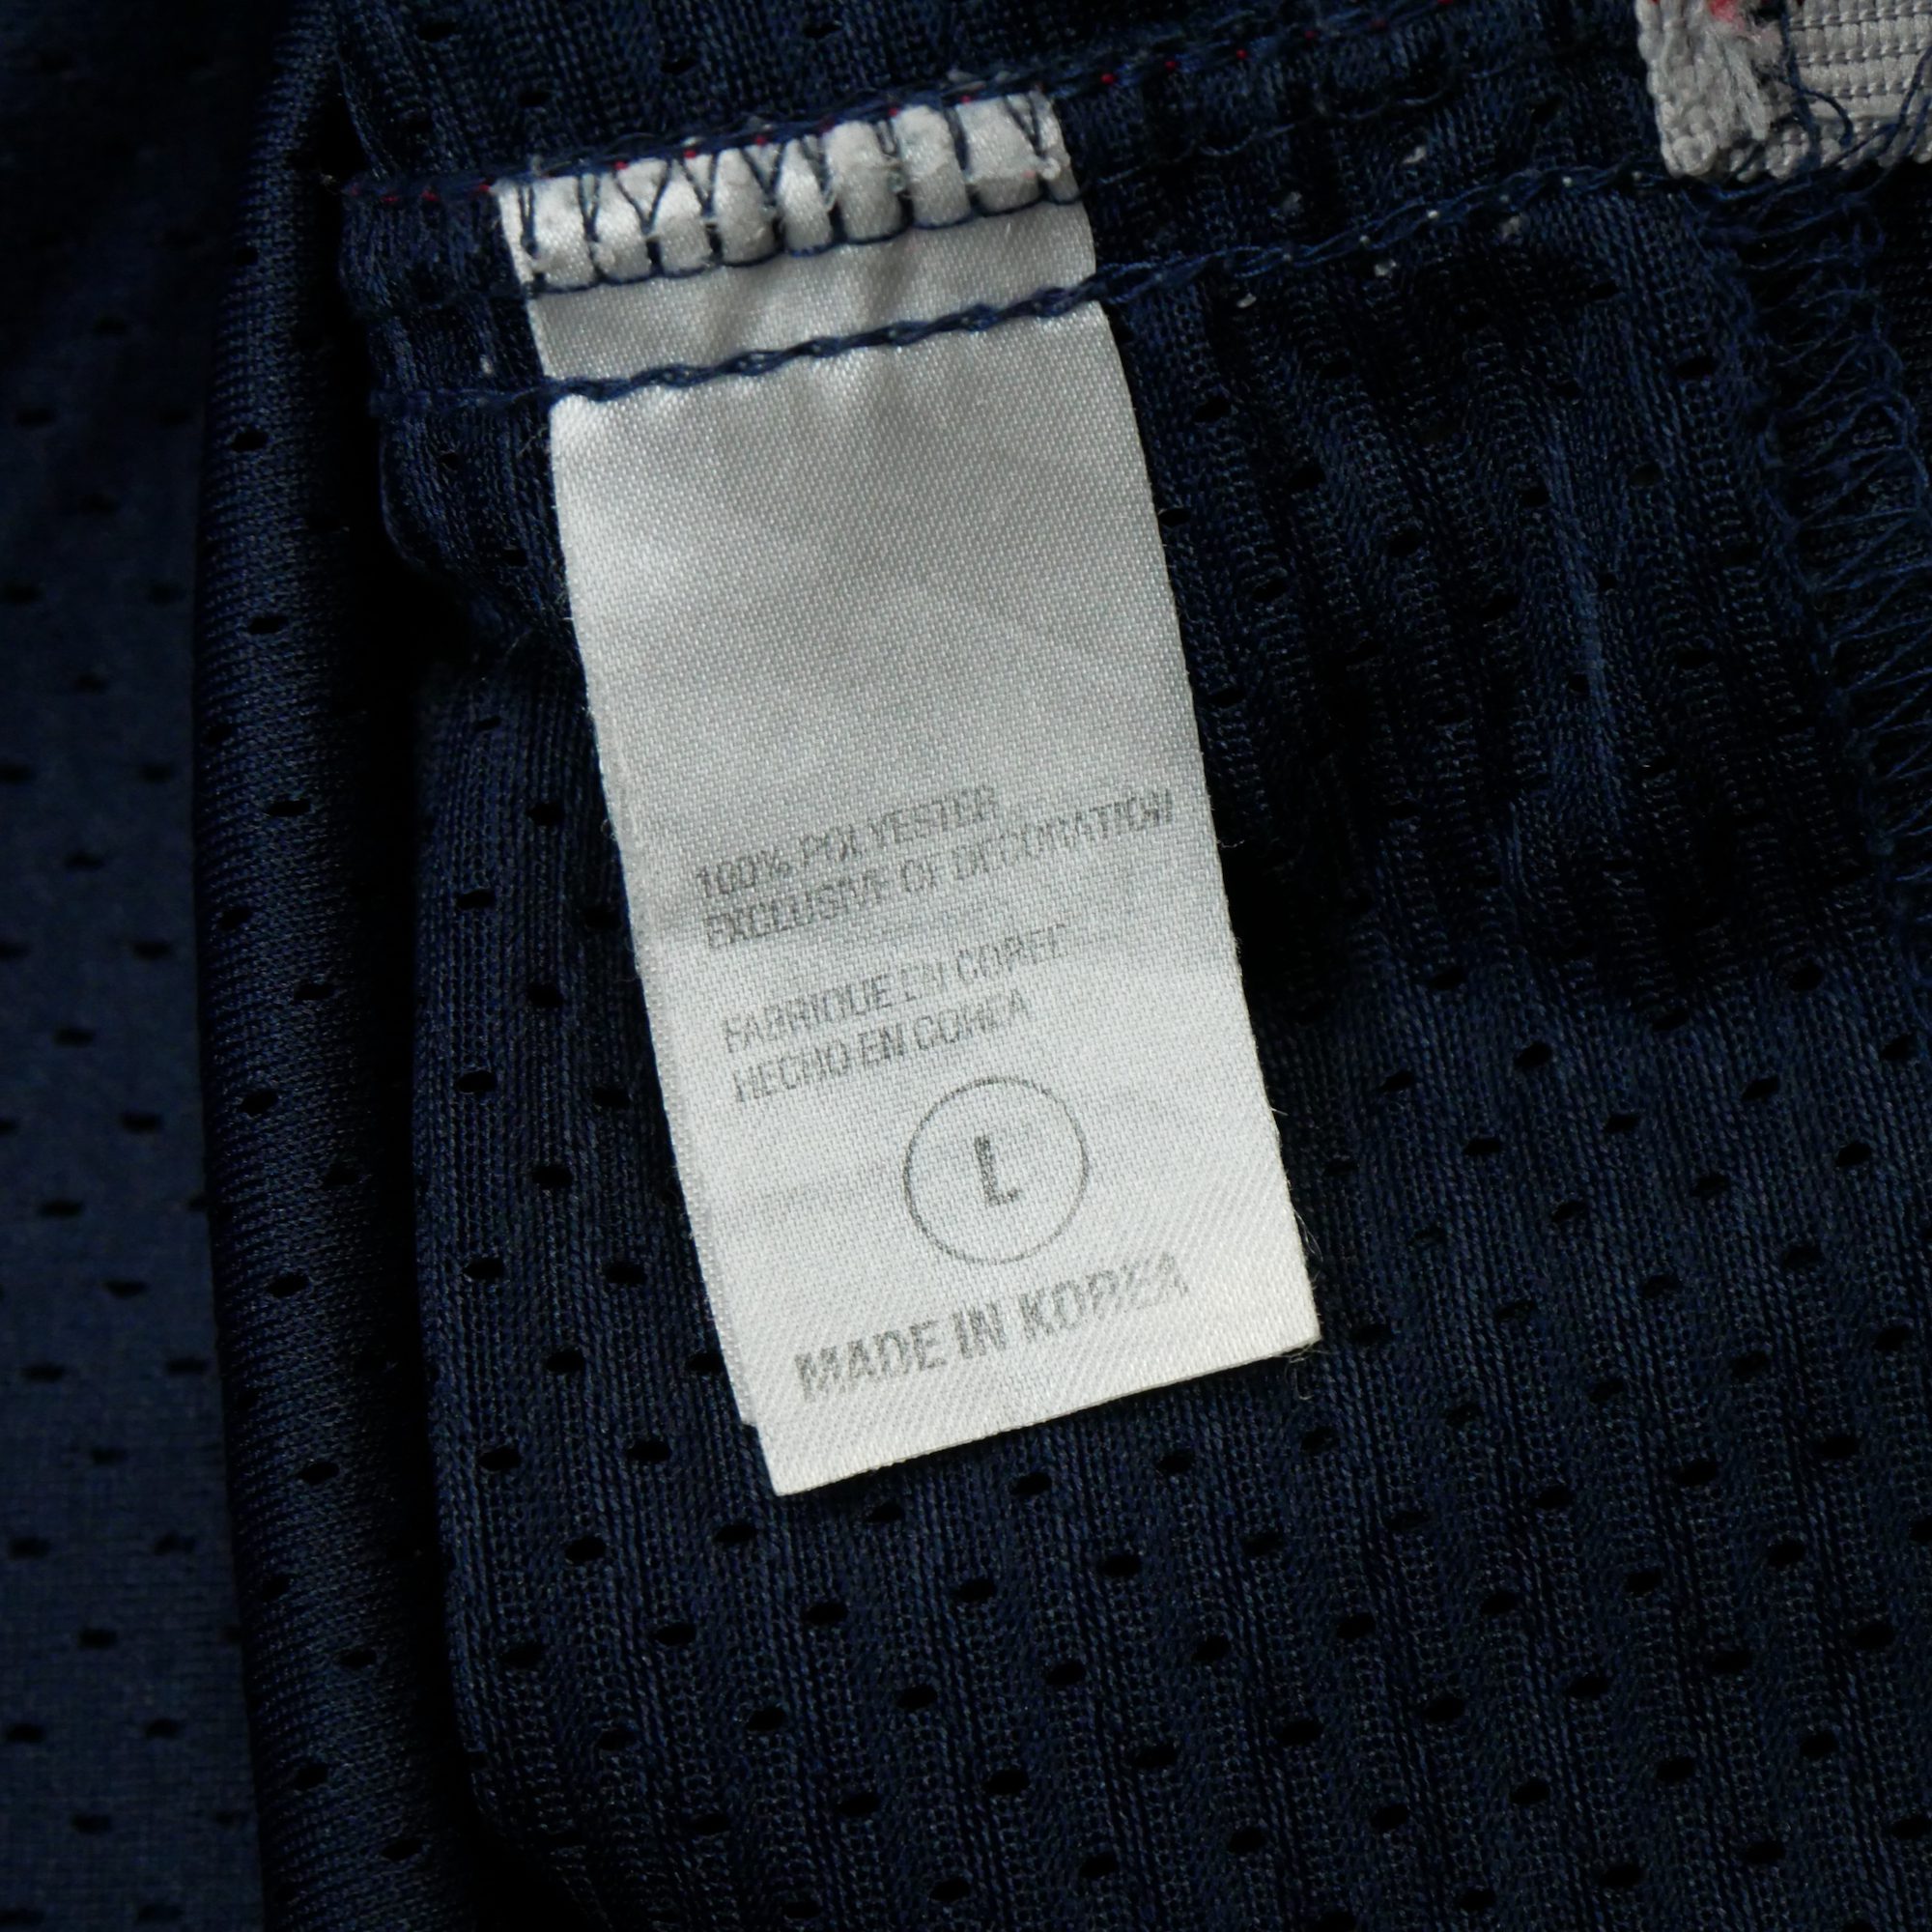 100% POLYESTER
EXCLUSIVE OF DECORATION
FABRIQUE EN COREE
HECHO EN COREA
L
MADE IN KOREA